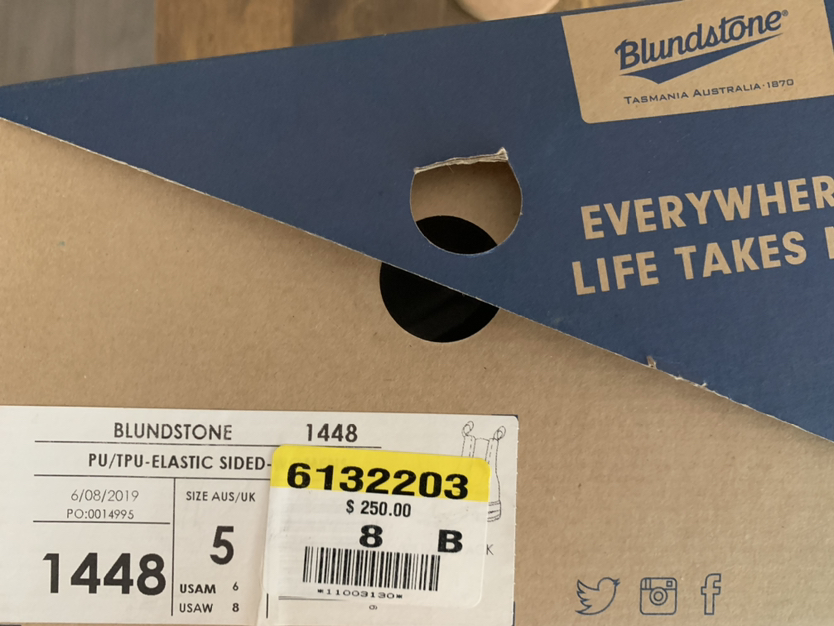 Blundstone®
TASMANIA AUSTRALIA·1870
EVERYWHER
LIFE TAKES
BLUNDSTONE 1448
PU/TPU-ELASTIC SIDED-
6/08/2019
PO:0014995
1448
SIZE AUS/UK
5
USAM 6
USAW 8
6132203
$ 250.00
8 B
*11003130*
K